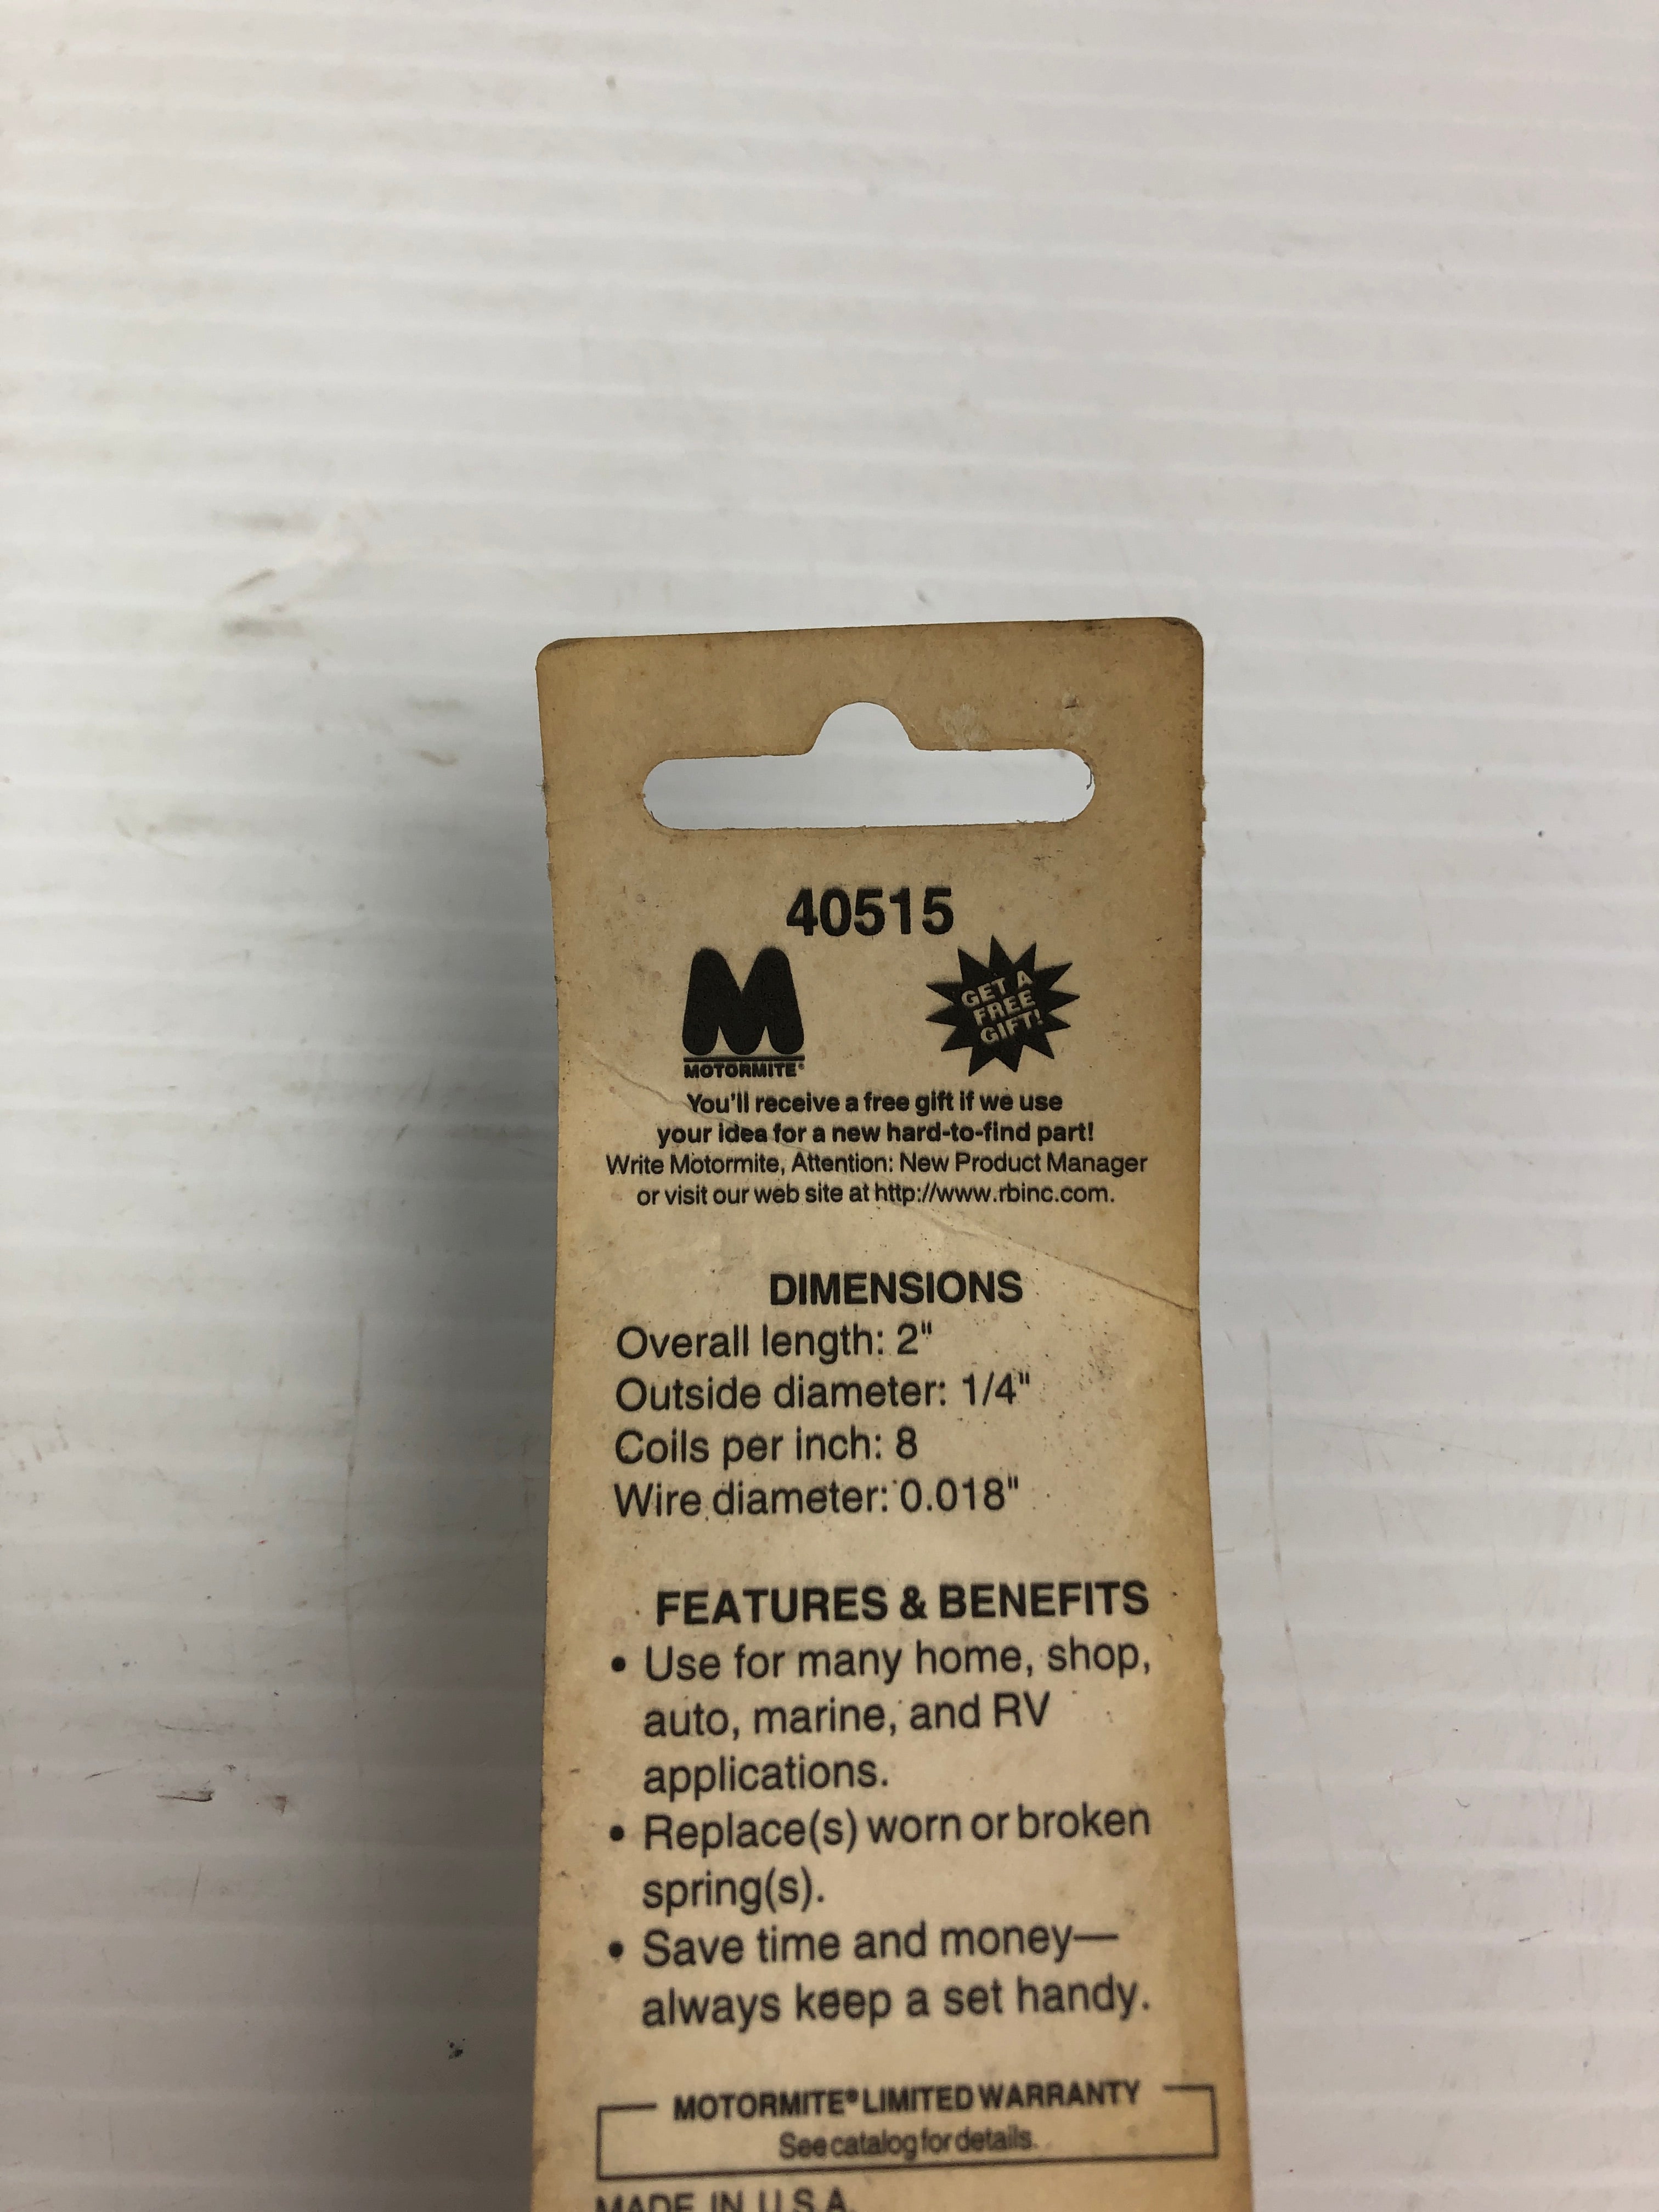 40515
MOTORMITE®
GET A
FREE
GIFT!
You'll receive a free gift if we use
your idea for a new hard-to-find part!
Write Motormite, Attention: New Product Manager
or visit our web site at http://www.rbinc.com.
DIMENSIONS
Overall length: 2"
Outside diameter: 1/4"
Coils per inch: 8
Wire diameter: 0.018"
FEATURES & BENEFITS
• Use for many home, shop,
auto, marine, and RV
applications.
• Replace(s) worn or broken
spring(s).
• Save time and money—
always keep a set handy.
MOTORMITE® LIMITED WARRANTY
See catalog for details.
MADE IN U.S.A.